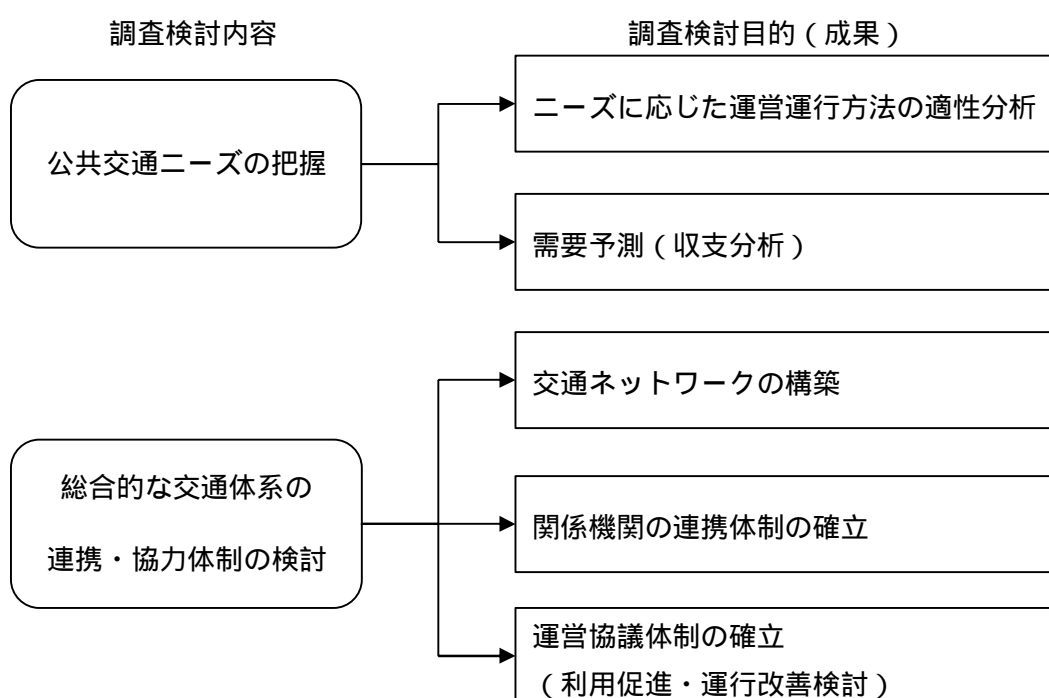 調査検討内容
調査検討目的（成果）
公共交通ニーズの把握
ニーズに応じた運営運行方法の適性分析
需要予測（収支分析）
総合的な交通体系の
連携・協力体制の検討
交通ネットワークの構築
関係機関の連携体制の確立
運営協議体制の確立
（利用促進・運行改善検討）